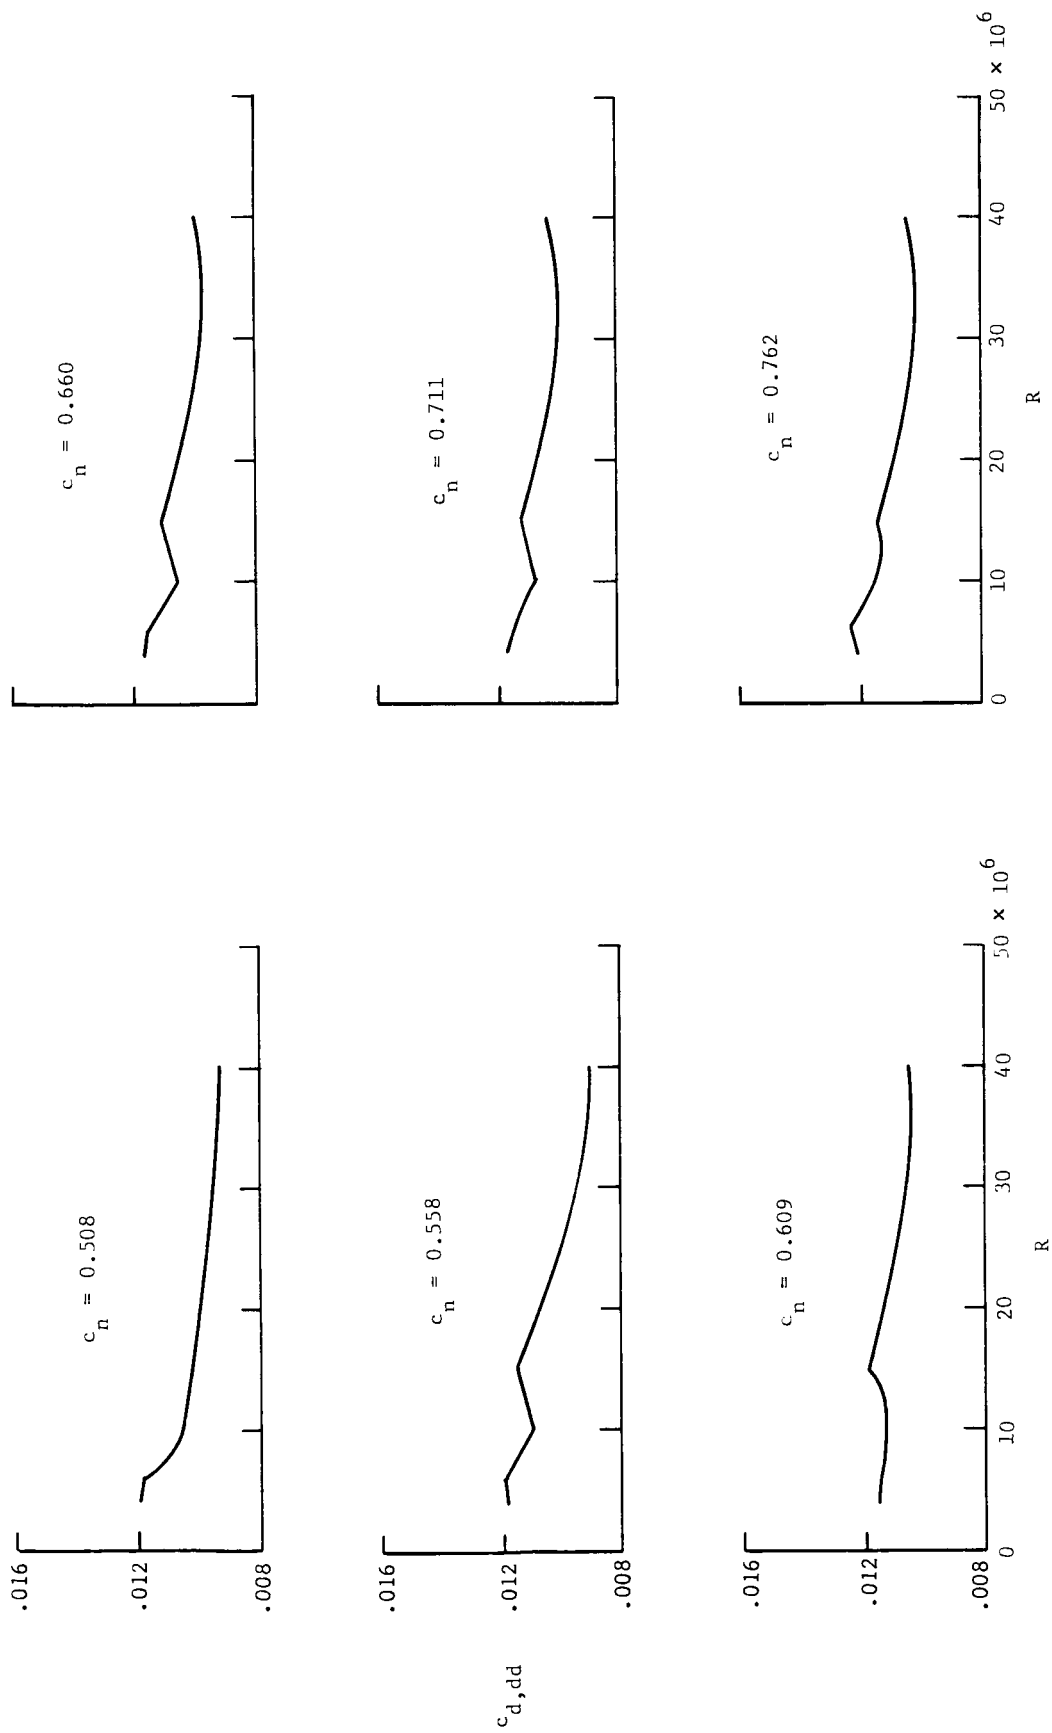 c_n = 0.508
.016
.012
.008
c_n = 0.660
c_d,dd
c_n = 0.558
.016
.012
.008
c_n = 0.711
c_n = 0.609
.016
.012
.008
0 10 20 30 40 50 × 10^6
R
c_n = 0.762
0 10 20 30 40 50 × 10^6
R